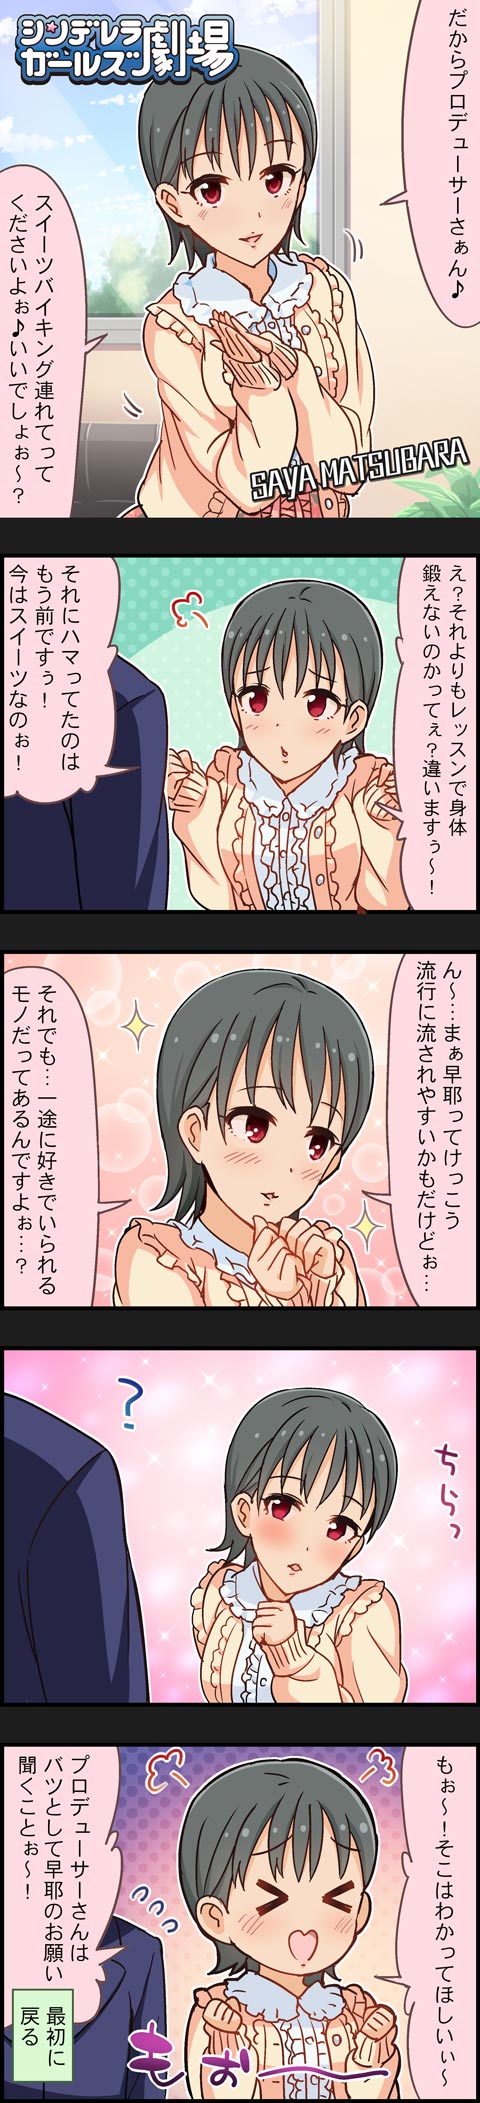 シンデレラ
ガールズ劇場
だからプロデューサーさぁん♪
スイーツバイキング連れてって
くださいよぉ♪いいでしょぉ～？
SAYA MATSUBARA
え？それよりもレッスンで身体
鍛えないのかってぇ？違いますぅ～！
それにハマってたのは
もう前ですぅ！
今はスイーツなのぉ！
ん～…まぁ早耶ってけっこう
流行に流されやすいかもだけどぉ…
それでも…一途に好きでいられる
モノだってあるんですよぉ…？
？
ちらっ
もぉ～！そこはわかってほしいぃ～
プロデューサーさんは
バツとして早耶のお願い
聞くことぉ～！
最初に
戻る
もぉ～